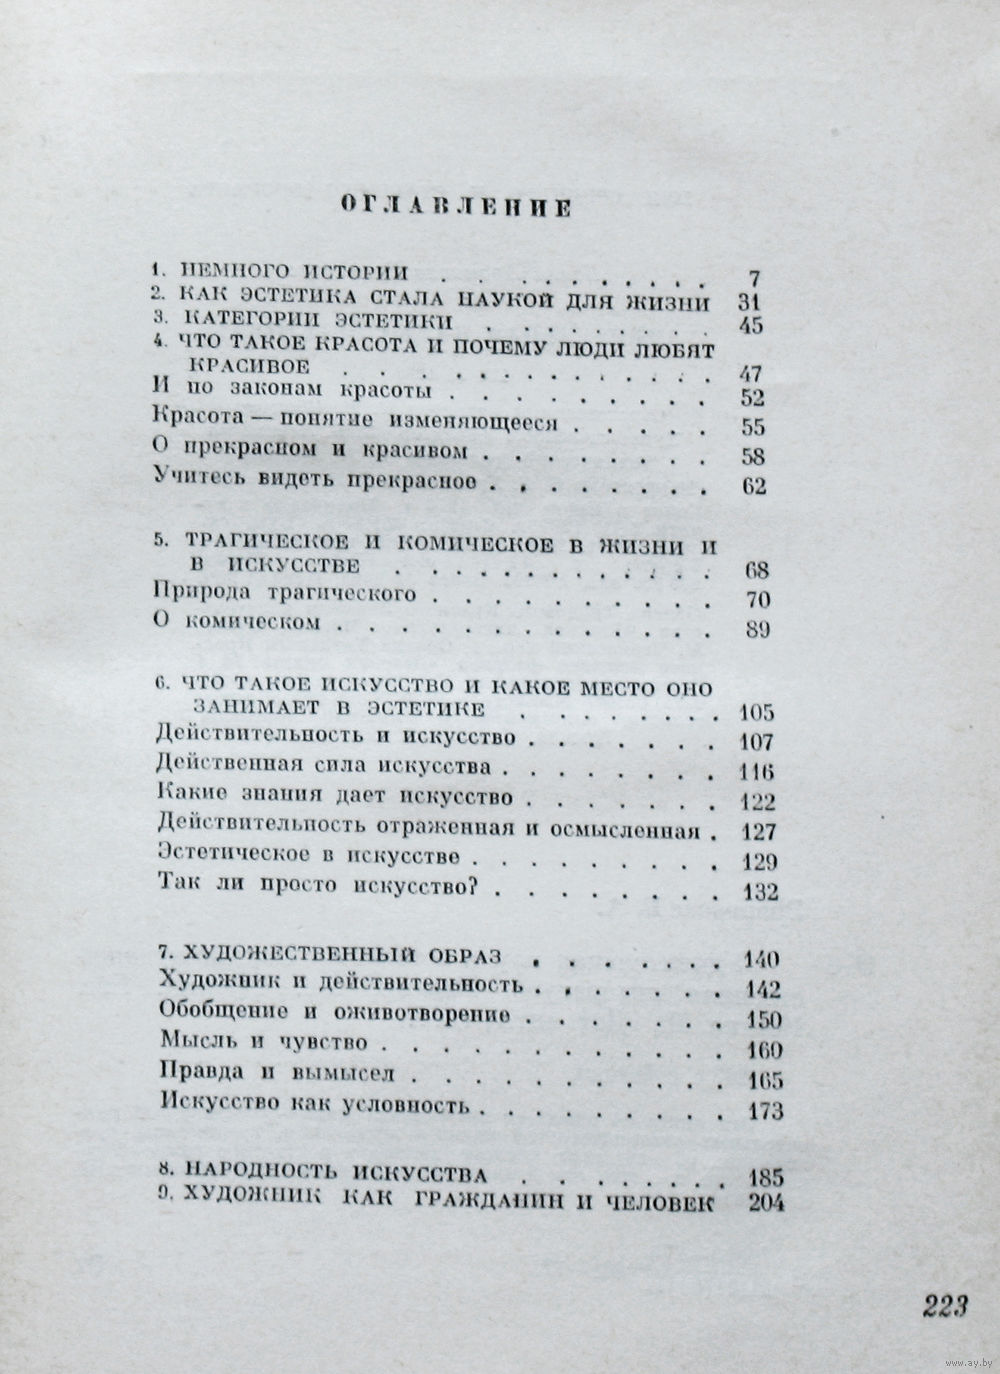 ОГЛАВЛЕНИЕ
1. НЕМНОГО ИСТОРИИ . . . . . . . . . 7
2. КАК ЭСТЕТИКА СТАЛА НАУКОЙ ДЛЯ ЖИЗНИ 31
3. КАТЕГОРИИ ЭСТЕТИКИ . . . . . . . . 45
4. ЧТО ТАКОЕ КРАСОТА И ПОЧЕМУ ЛЮДИ ЛЮБЯТ
КРАСИВОЕ . . . . . . . . . . . . 47
И по законам красоты . . . . . . . . . 52
Красота — понятие изменяющееся . . . . . 55
О прекрасном и красивом . . . . . . . . 58
Учитесь видеть прекрасное . . . . . . . . 62
5. ТРАГИЧЕСКОЕ И КОМИЧЕСКОЕ В ЖИЗНИ И
В ИСКУССТВЕ . . . . . . . . . . . 68
Природа трагического . . . . . . . . . . 70
О комическом . . . . . . . . . . . . . 89
6. ЧТО ТАКОЕ ИСКУССТВО И КАКОЕ МЕСТО ОНО
ЗАНИМАЕТ В ЭСТЕТИКЕ . . . . . . . 105
Действительность и искусство . . . . . . . 107
Действенная сила искусства . . . . . . . . 116
Какие знания дает искусство . . . . . . . 122
Действительность отраженная и осмысленная . 127
Эстетическое в искусстве . . . . . . . . . 129
Так ли просто искусство? . . . . . . . . 132
7. ХУДОЖЕСТВЕННЫЙ ОБРАЗ . . . . . . . 140
Художник и действительность . . . . . . . 142
Обобщение и оживотворение . . . . . . . 150
Мысль и чувство . . . . . . . . . . . . 160
Правда и вымысел . . . . . . . . . . . 165
Искусство как условность . . . . . . . . . 173
8. НАРОДНОСТЬ ИСКУССТВА . . . . . . . 185
9. ХУДОЖНИК КАК ГРАЖДАНИН И ЧЕЛОВЕК 204
223
www.ay.by